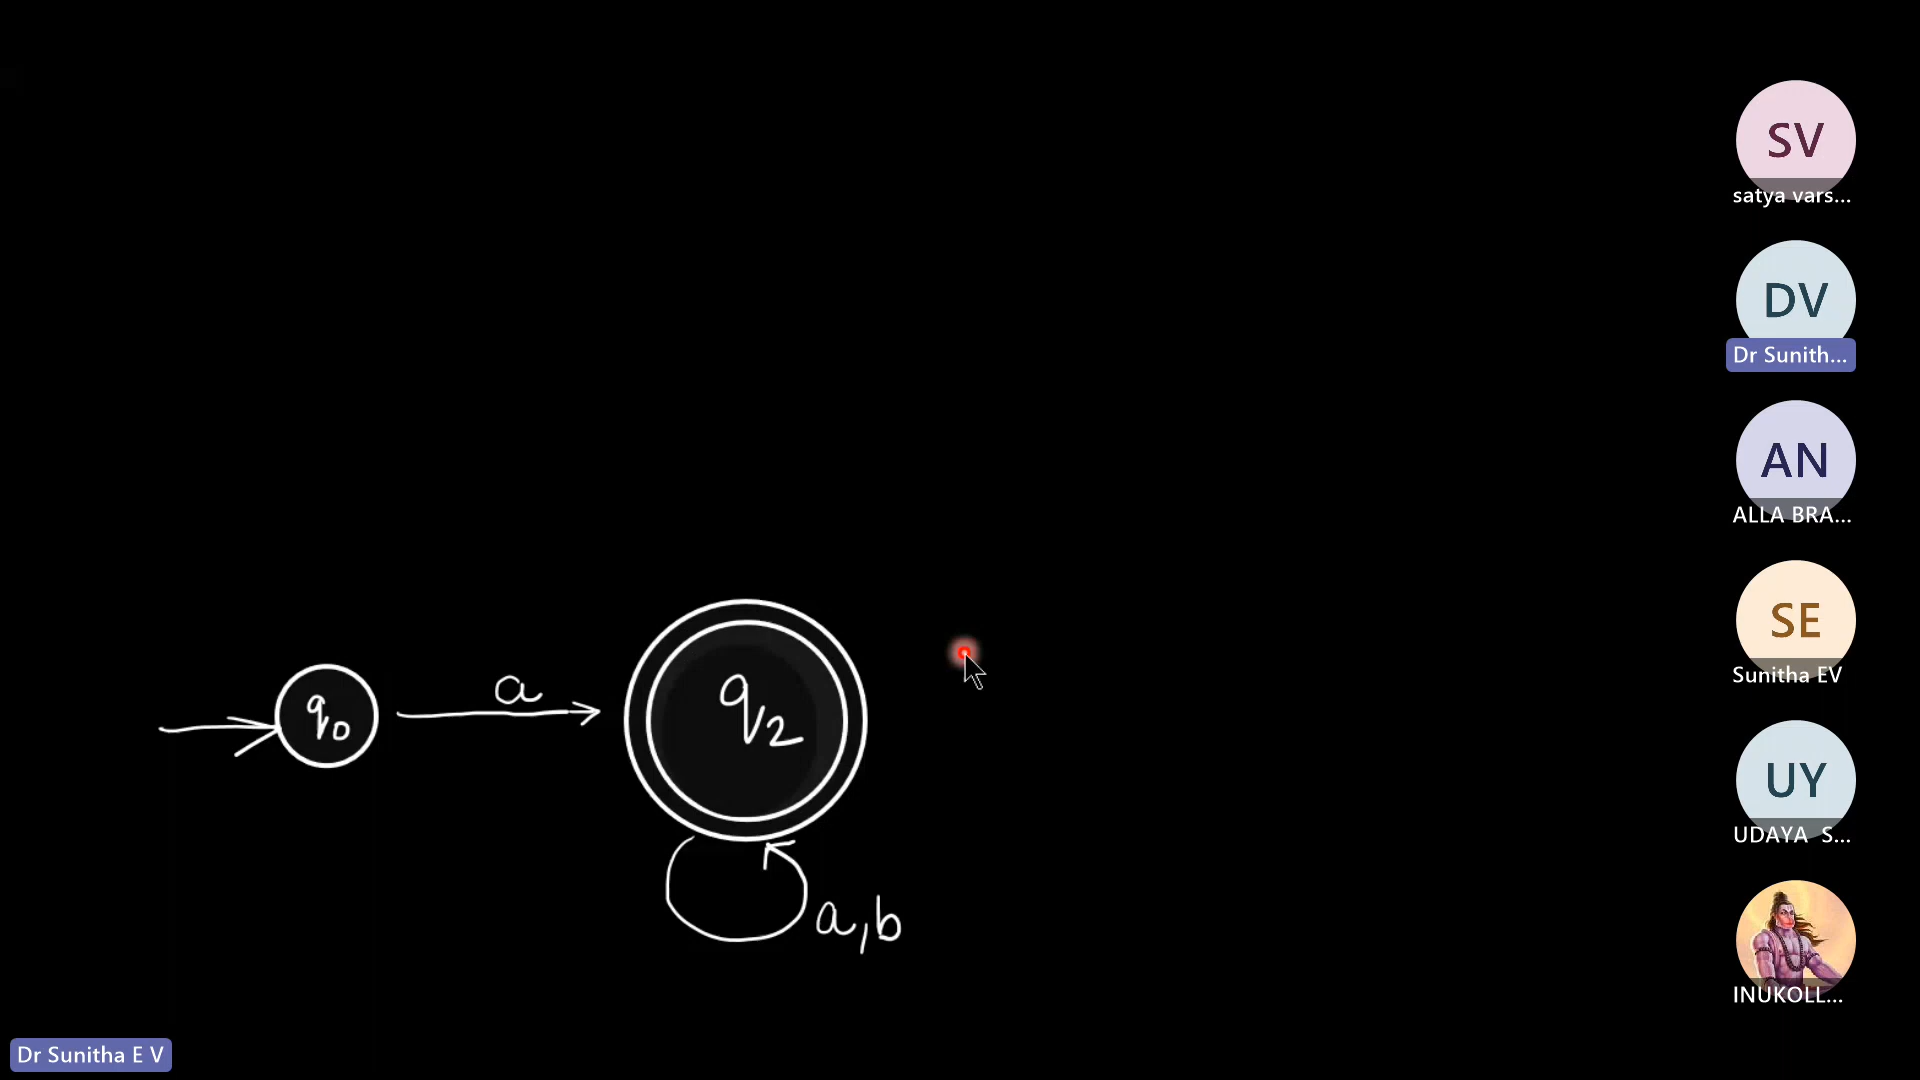 SV
satya vars...
DV
Dr Sunith...
AN
ALLA BRA...
SE
Sunitha EV
UY
UDAYA S...
INUKOLL...
q0
a
q2
a,b
Dr Sunitha E V